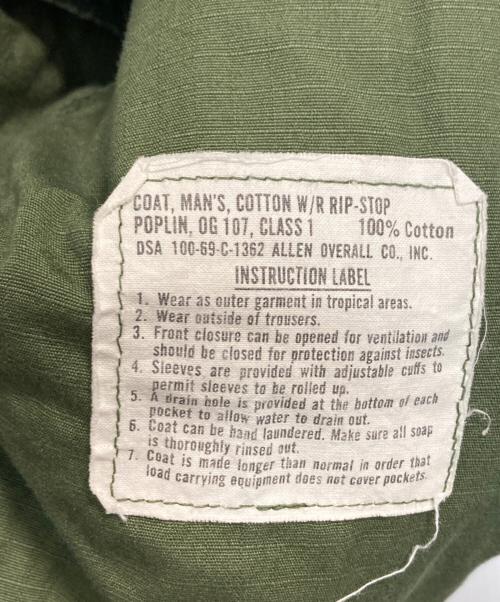 COAT, MAN'S, COTTON W/R RIP-STOP
POPLIN, OG 107, CLASS 1 100% Cotton
DSA 100-69-C-1362 ALLEN OVERALL CO., INC.
INSTRUCTION LABEL
1. Wear as outer garment in tropical areas.
2. Wear outside of trousers.
3. Front closure can be opened for ventilation and
should be closed for protection against insects.
4. Sleeves are provided with adjustable cuffs to
permit sleeves to be rolled up.
5. A drain hole is provided at the bottom of each
pocket to allow water to drain out.
6. Coat can be hand laundered. Make sure all soap
is thoroughly rinsed out.
7. Coat is made longer than normal in order that
load carrying equipment does not cover pockets.